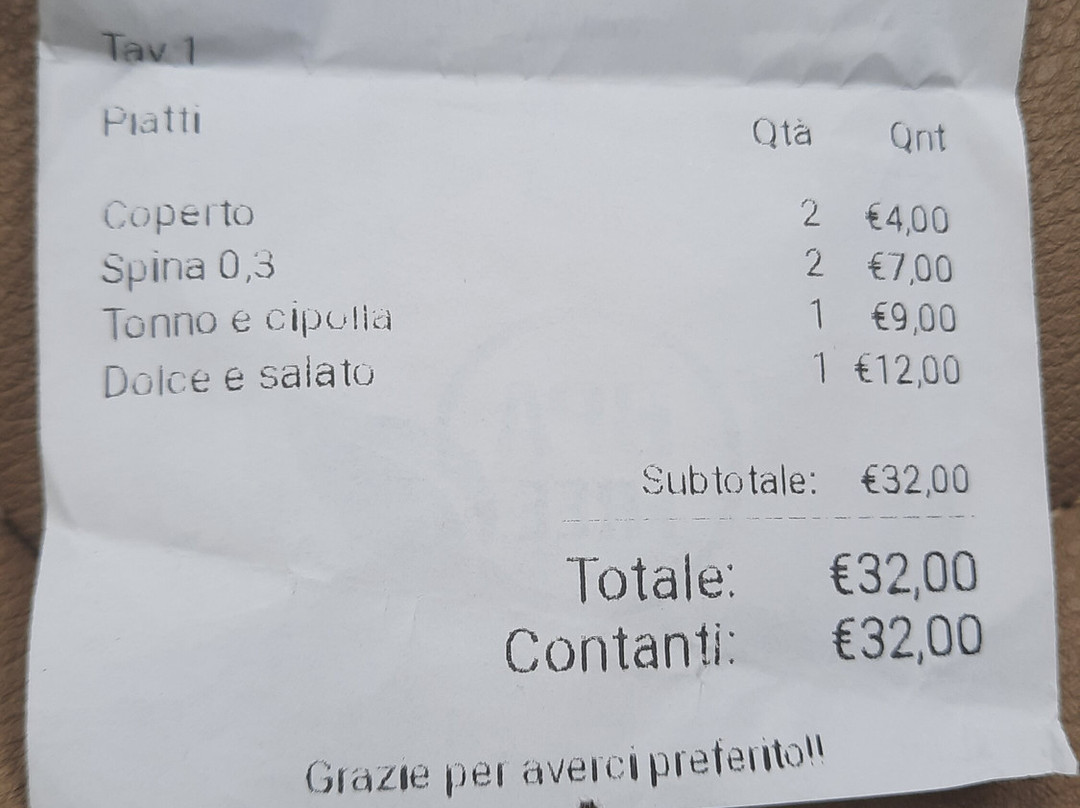 Tav 1
Piatti Qtà Qnt
Coperto 2 €4,00
Spina 0,3 2 €7,00
Tonno e cipolla 1 €9,00
Dolce e salato 1 €12,00
Subtotale: €32,00
Totale: €32,00
Contanti: €32,00
Grazie per averci preferito!!